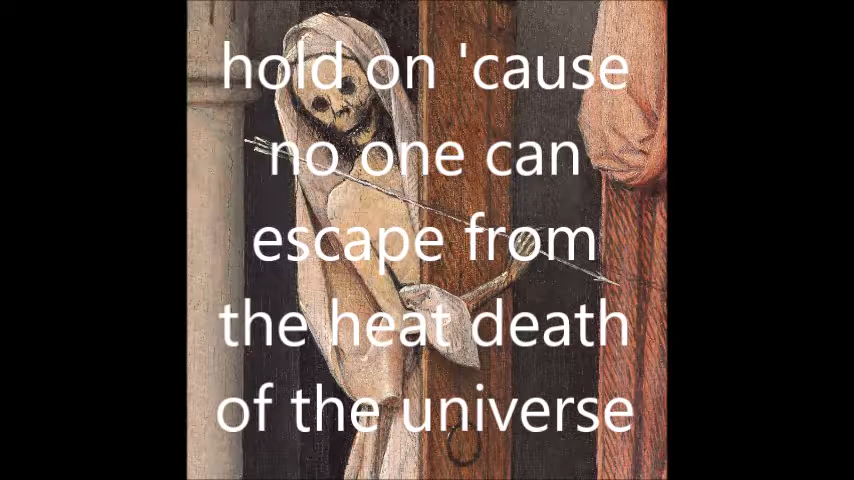 hold on 'cause
no one can
escape from
the heat death
of the universe